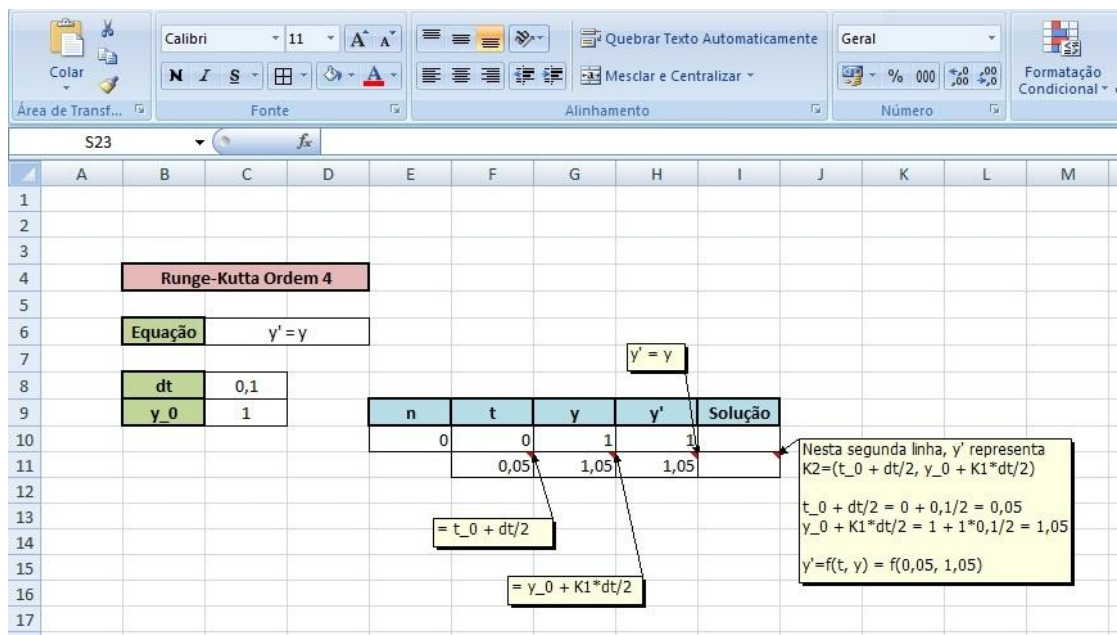 Colar
Área de Transf...
Calibri
11
A A
N I S
A
Fonte
Quebrar Texto Automaticamente
Mesclar e Centralizar
Alinhamento
Geral
% 000 ,0 ,00 ,00 ,0
Número
Formatação
Condicional
S23
fx
A B C D E F G H I J K L M
1
2
3
4 Runge-Kutta Ordem 4
5
6 Equação y' = y
7
y' = y
8 dt 0,1
9 y_0 1 n t y y' Solução
10 0 0 1 1
11 0,05 1,05 1,05
Nesta segunda linha, y' representa
K2=(t_0 + dt/2, y_0 + K1*dt/2)
t_0 + dt/2 = 0 + 0,1/2 = 0,05
y_0 + K1*dt/2 = 1 + 1*0,1/2 = 1,05
y'=f(t, y) = f(0,05, 1,05)
12
13
= t_0 + dt/2
14
15
16
= y_0 + K1*dt/2
17